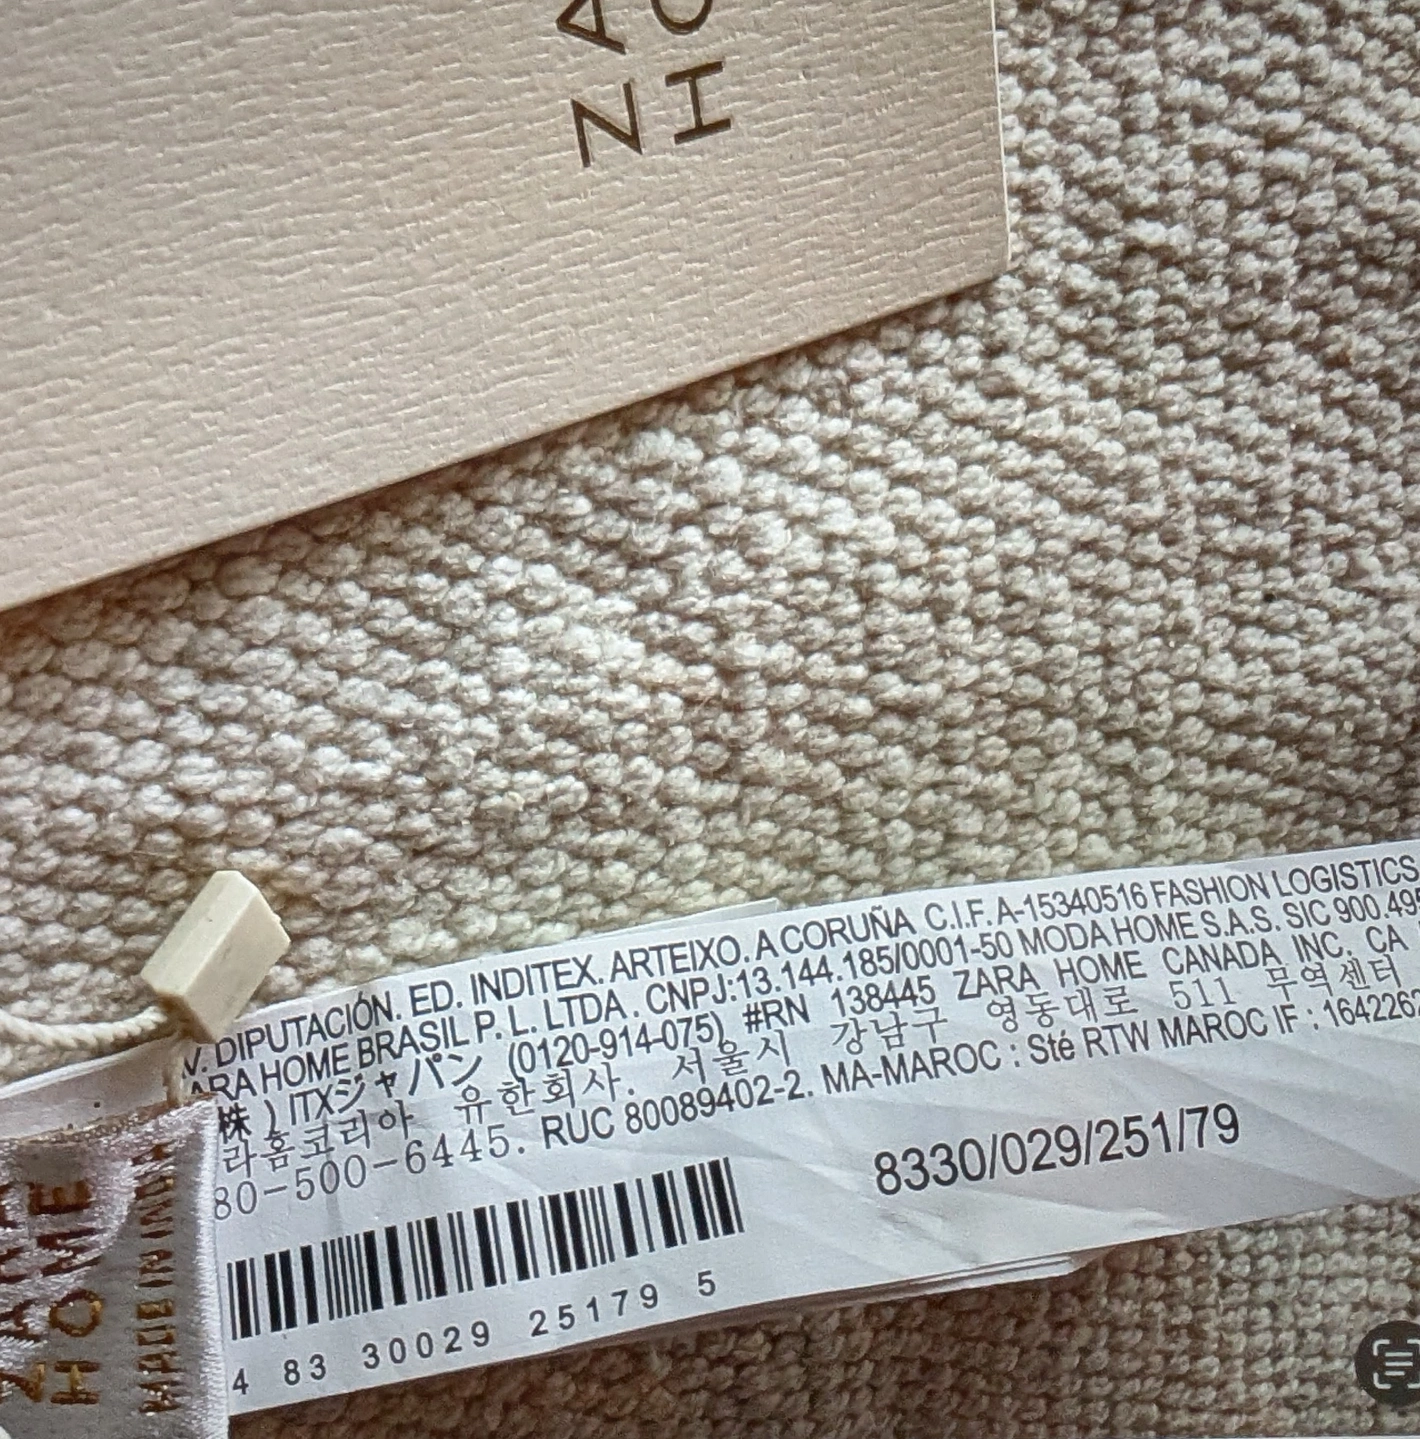 ZA
HO
V. DIPUTACIÓN. ED. INDITEX. ARTEIXO. A CORUÑA C.I.F. A-15340516 FASHION LOGISTICS
ARA HOME BRASIL P. L. LTDA. CNPJ:13.144.185/0001-50 MODA HOME S.A.S. SIC 900.495
株 ) ITXジャパン (0120-914-075) #RN 138445 ZARA HOME CANADA INC. CA
라홈코리아 유한회사. 서울시 강남구 영동대로 511 무역센터
80-500-6445. RUC 80089402-2. MA-MAROC : Sté RTW MAROC IF : 1642262
8330/029/251/79
4 83 30029 25179 5
ZARA
HOME
MADE IN INDIA